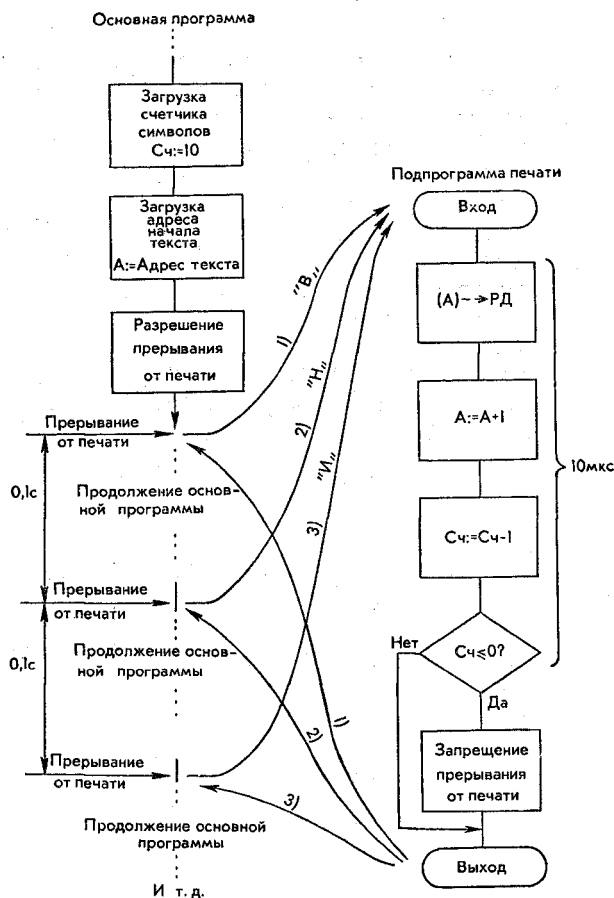 Основная программа
Загрузка
счетчика
символов
Сч:=10
Загрузка
адреса
начала
текста
А:=Адрес текста
Разрешение
прерывания
от печати
Прерывание
от печати
0,1с
Продолжение основ-
ной программы
Прерывание
от печати
0,1с
Продолжение основ-
ной программы
Прерывание
от печати
Продолжение основной
программы
И т.д.
1) "В„
2) "Н„
3) "И„
1)
2)
3)
Подпрограмма печати
Вход
(А)~→РД
А:=А+1
Сч:=Сч-1
10мкс
Сч≤0?
Нет
Да
Запрещение
прерывания
от печати
Выход